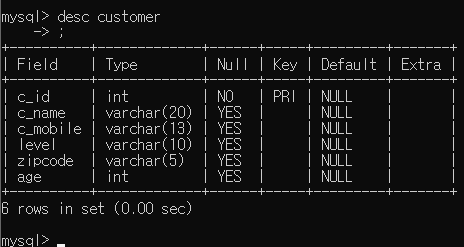 mysql> desc customer
    -> ;
+----------+-------------+------+-----+---------+-------+
| Field    | Type        | Null | Key | Default | Extra |
+----------+-------------+------+-----+---------+-------+
| c_id     | int         | NO   | PRI | NULL    |       |
| c_name   | varchar(20) | YES  |     | NULL    |       |
| c_mobile | varchar(13) | YES  |     | NULL    |       |
| level    | varchar(10) | YES  |     | NULL    |       |
| zipcode  | varchar(5)  | YES  |     | NULL    |       |
| age      | int         | YES  |     | NULL    |       |
+----------+-------------+------+-----+---------+-------+
6 rows in set (0.00 sec)
mysql>